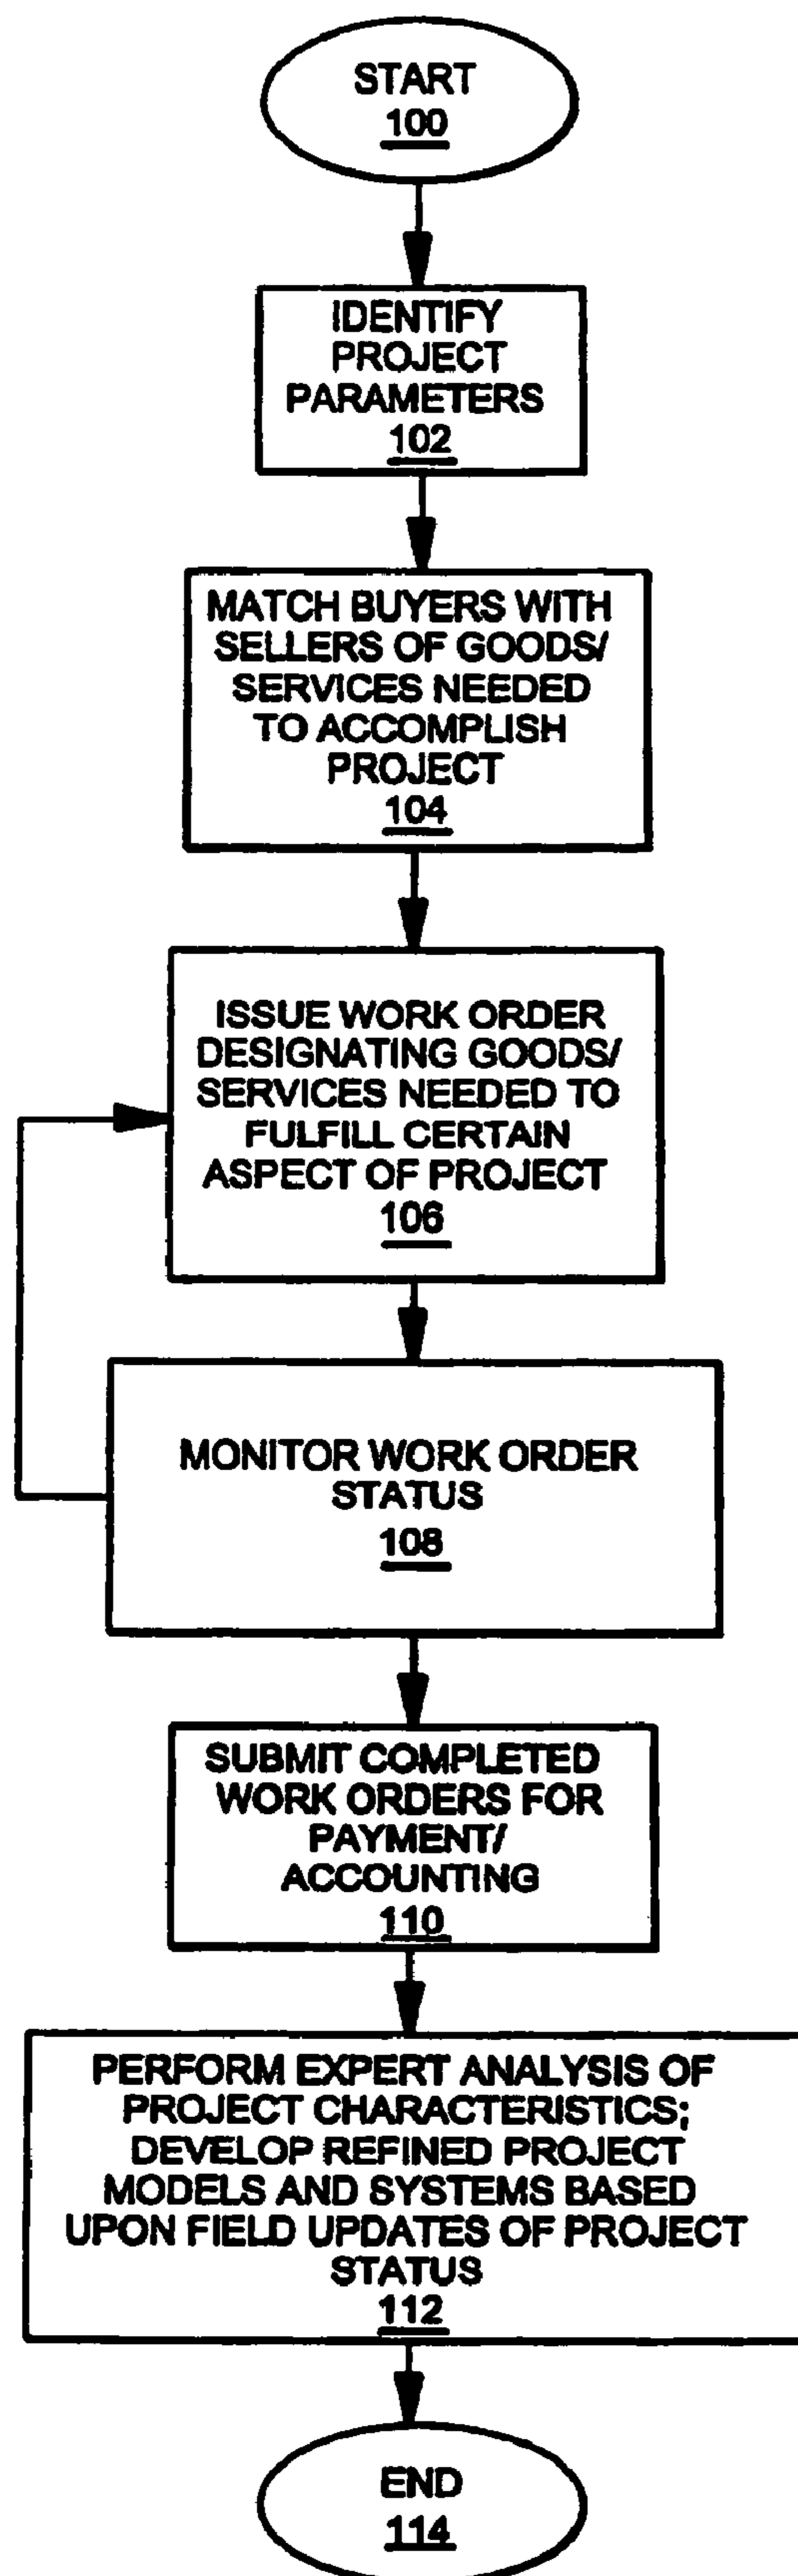 START
100
IDENTIFY
PROJECT
PARAMETERS
102
MATCH BUYERS WITH
SELLERS OF GOODS/
SERVICES NEEDED
TO ACCOMPLISH
PROJECT
104
ISSUE WORK ORDER
DESIGNATING GOODS/
SERVICES NEEDED TO
FULFILL CERTAIN
ASPECT OF PROJECT
106
MONITOR WORK ORDER
STATUS
108
SUBMIT COMPLETED
WORK ORDERS FOR
PAYMENT/
ACCOUNTING
110
PERFORM EXPERT ANALYSIS OF
PROJECT CHARACTERISTICS;
DEVELOP REFINED PROJECT
MODELS AND SYSTEMS BASED
UPON FIELD UPDATES OF PROJECT
STATUS
112
END
114